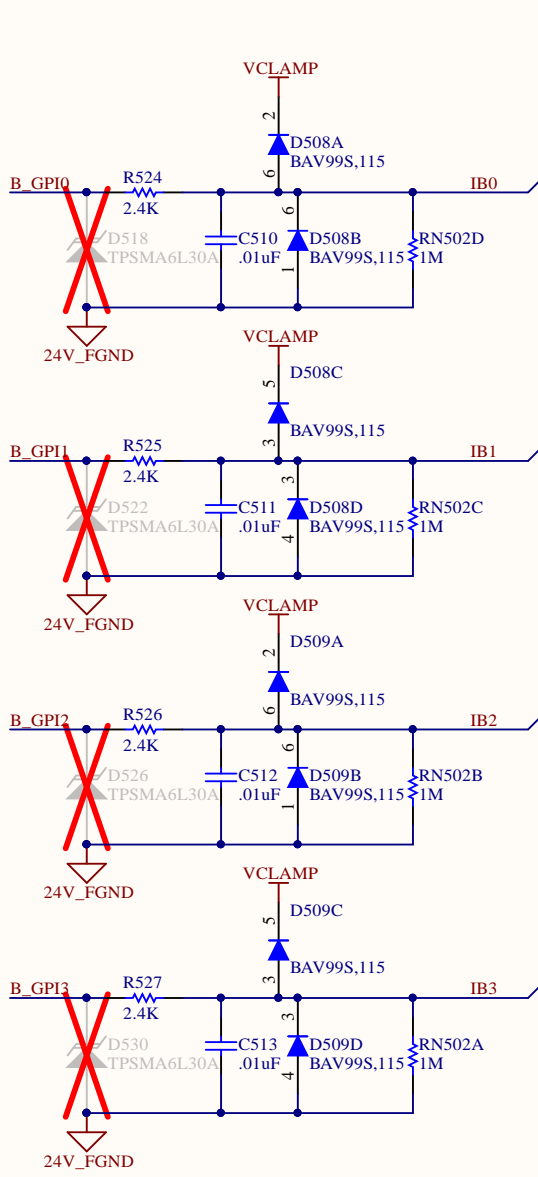 VCLAMP
2
D508A
BAV99S,115
6
B_GPI0
R524
2.4K
IB0
D518
TPSMA6L30A
C510
.01uF
6
D508B
BAV99S,115
1
RN502D
1M
24V_FGND
VCLAMP
5
D508C
BAV99S,115
3
B_GPI1
R525
2.4K
IB1
D522
TPSMA6L30A
C511
.01uF
3
D508D
BAV99S,115
4
RN502C
1M
24V_FGND
VCLAMP
2
D509A
BAV99S,115
6
B_GPI2
R526
2.4K
IB2
D526
TPSMA6L30A
C512
.01uF
6
D509B
BAV99S,115
1
RN502B
1M
24V_FGND
VCLAMP
5
D509C
BAV99S,115
3
B_GPI3
R527
2.4K
IB3
D530
TPSMA6L30A
C513
.01uF
3
D509D
BAV99S,115
4
RN502A
1M
24V_FGND